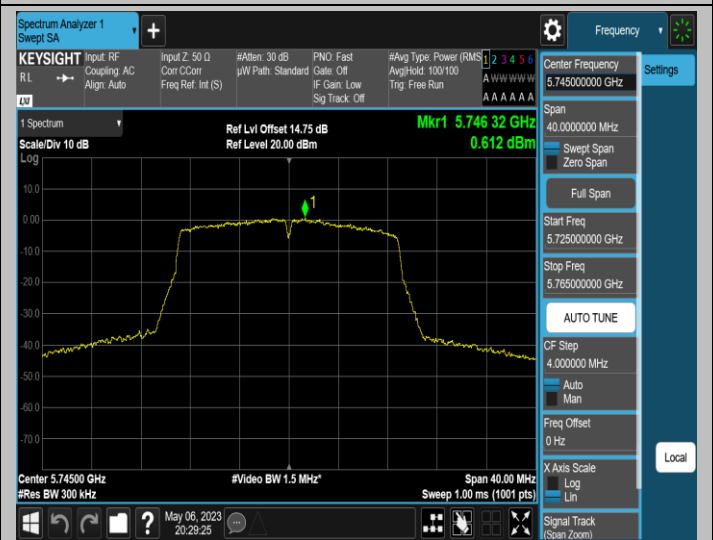 Spectrum Analyzer 1
Swept SA
Frequency
KEYSIGHT
RL
LXI
Input: RF
Coupling: AC
Align: Auto
Input Z: 50 Ω
Corr CCorr
Freq Ref: Int (S)
#Atten: 30 dB
µW Path: Standard
PNO: Fast
Gate: Off
IF Gain: Low
Sig Track: Off
#Avg Type: Power (RMS
Avg|Hold: 100/100
Trig: Free Run
1 2 3 4 5 6
A W W W W W
A A A A A A
1 Spectrum
Scale/Div 10 dB
Log
Ref Lvl Offset 14.75 dB
Ref Level 20.00 dBm
Mkr1 5.746 32 GHz
0.612 dBm
1
10.0
0.00
-10.0
-20.0
-30.0
-40.0
-50.0
-60.0
-70.0
Center 5.74500 GHz
#Res BW 300 kHz
#Video BW 1.5 MHz*
Span 40.00 MHz
Sweep 1.00 ms (1001 pts)
?
May 06, 2023
20:29:25
Center Frequency
5.745000000 GHz
Settings
Span
40.0000000 MHz
Swept Span
Zero Span
Full Span
Start Freq
5.725000000 GHz
Stop Freq
5.765000000 GHz
AUTO TUNE
CF Step
4.000000 MHz
Auto
Man
Freq Offset
0 Hz
X Axis Scale
Log
Lin
Local
Signal Track
(Span Zoom)